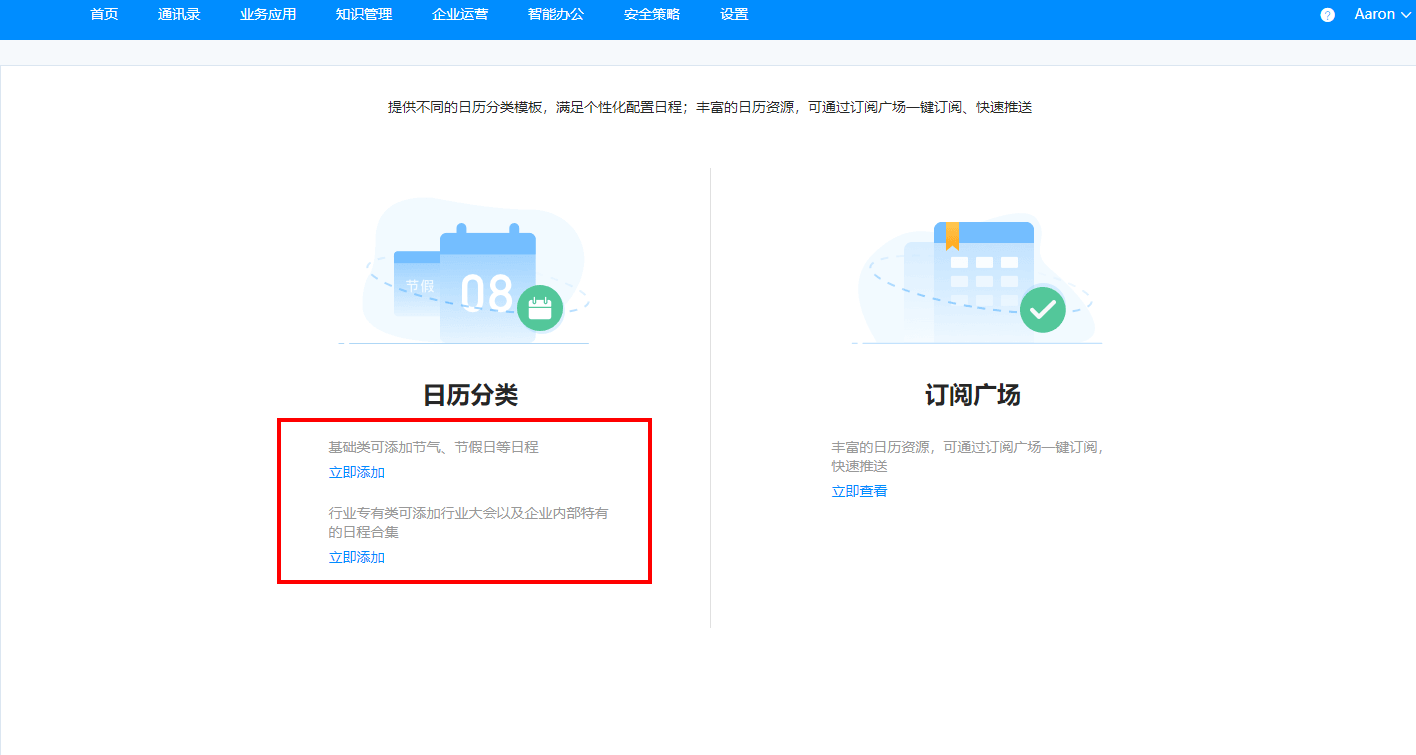 首页 通讯录 业务应用 知识管理 企业运营 智能办公 安全策略 设置 ? Aaron
提供不同的日历分类模板，满足个性化配置日程；丰富的日历资源，可通过订阅广场一键订阅、快速推送
节假
08
日历分类
基础类可添加节气、节假日等日程
立即添加
行业专有类可添加行业大会以及企业内部特有
的日程合集
立即添加
订阅广场
丰富的日历资源，可通过订阅广场一键订阅，
快速推送
立即查看